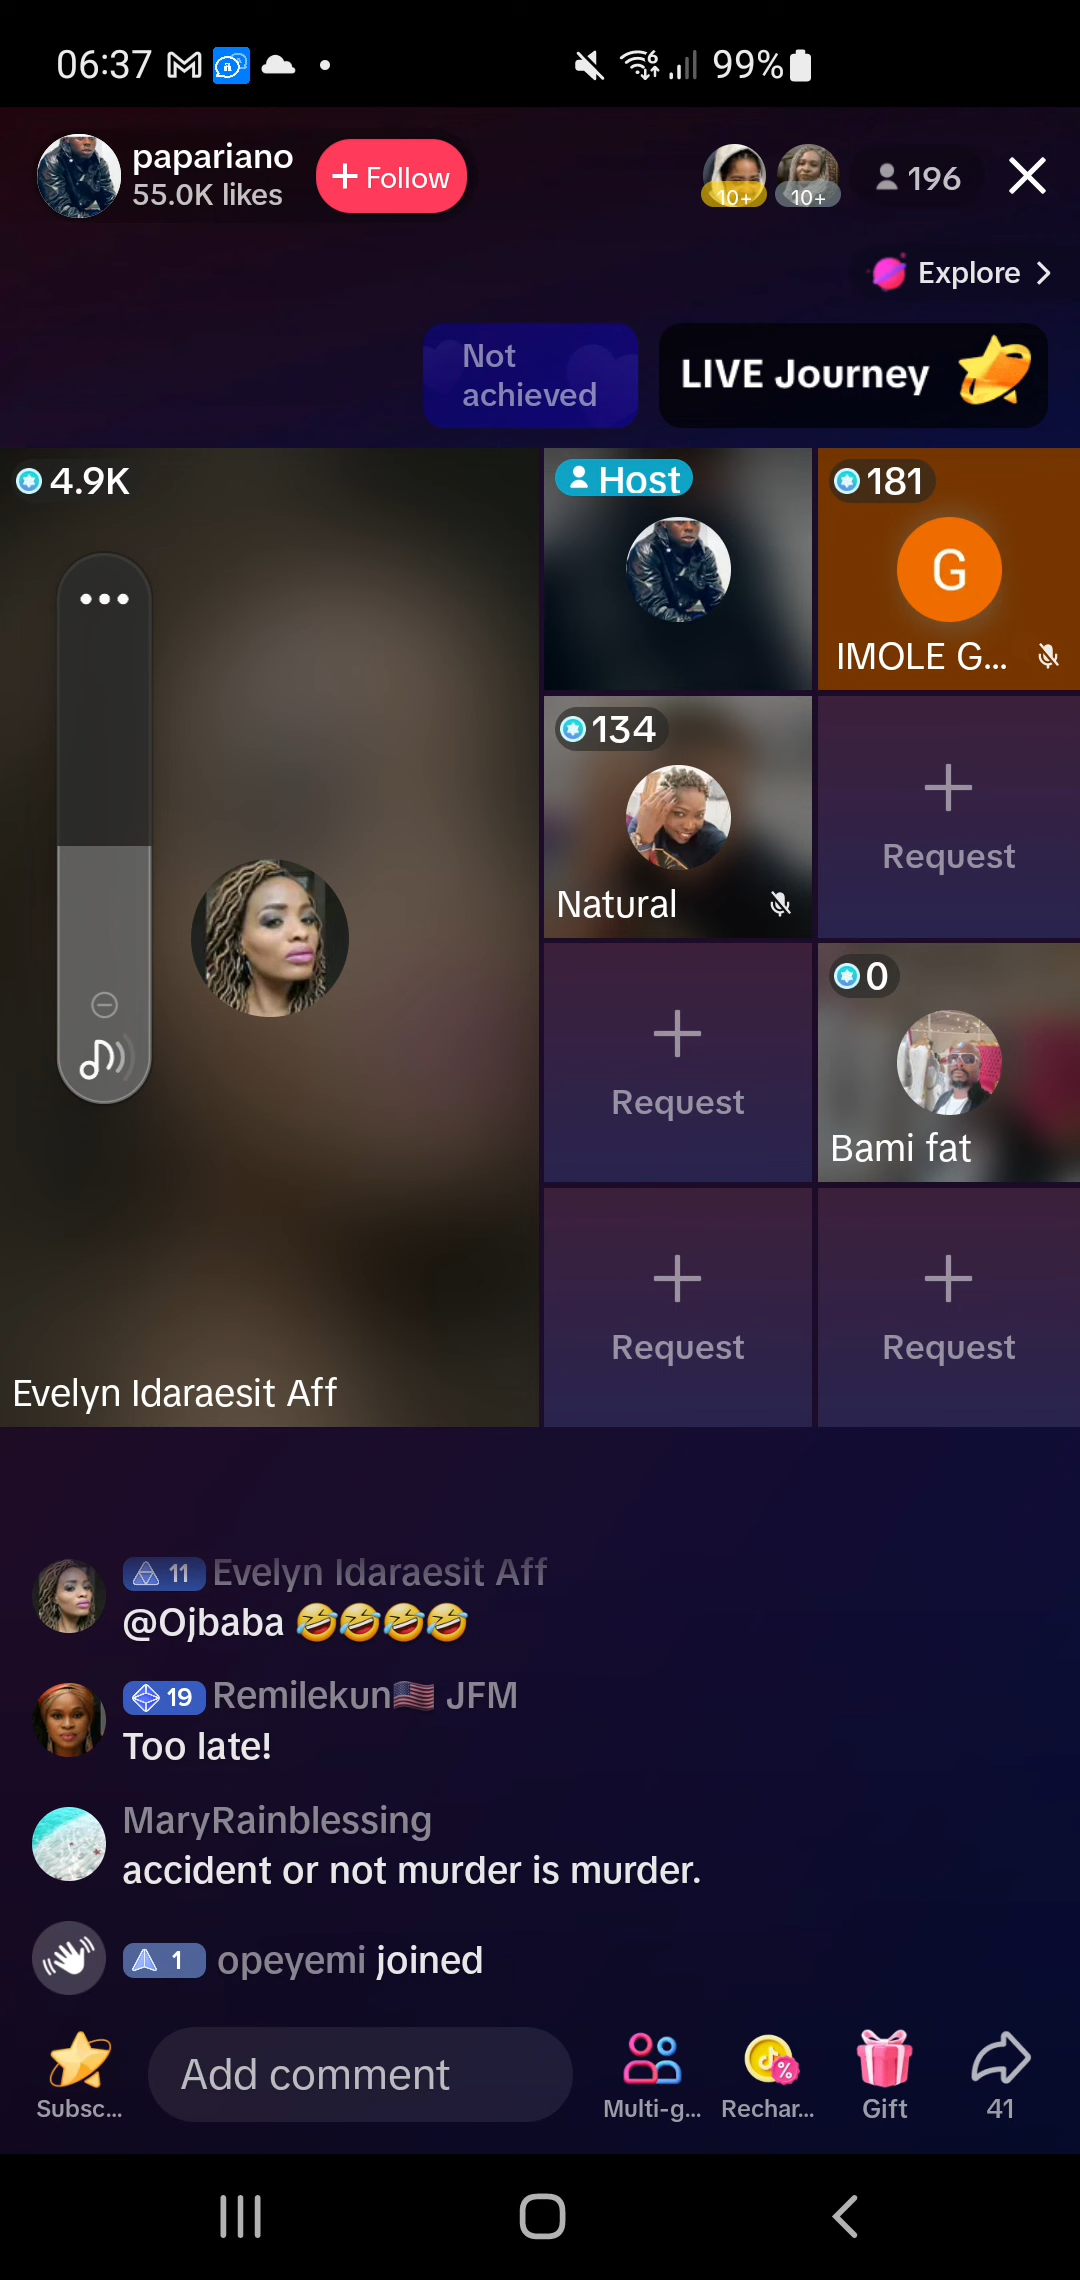 06:37
99%
papariano
55.0K likes
+ Follow
10+
10+
196
Explore
Not
achieved
LIVE Journey
4.9K
Host
181
G
IMOLE G...
134
Natural
Request
Request
0
Bami fat
Request
Request
Evelyn Idaraesit Aff
11 Evelyn Idaraesit Aff
@Ojbaba 🤣🤣🤣🤣
19 Remilekun🇺🇸 JFM
Too late!
MaryRainblessing
accident or not murder is murder.
1 opeyemi joined
Subsc...
Add comment
Multi-g...
Rechar...
Gift
41